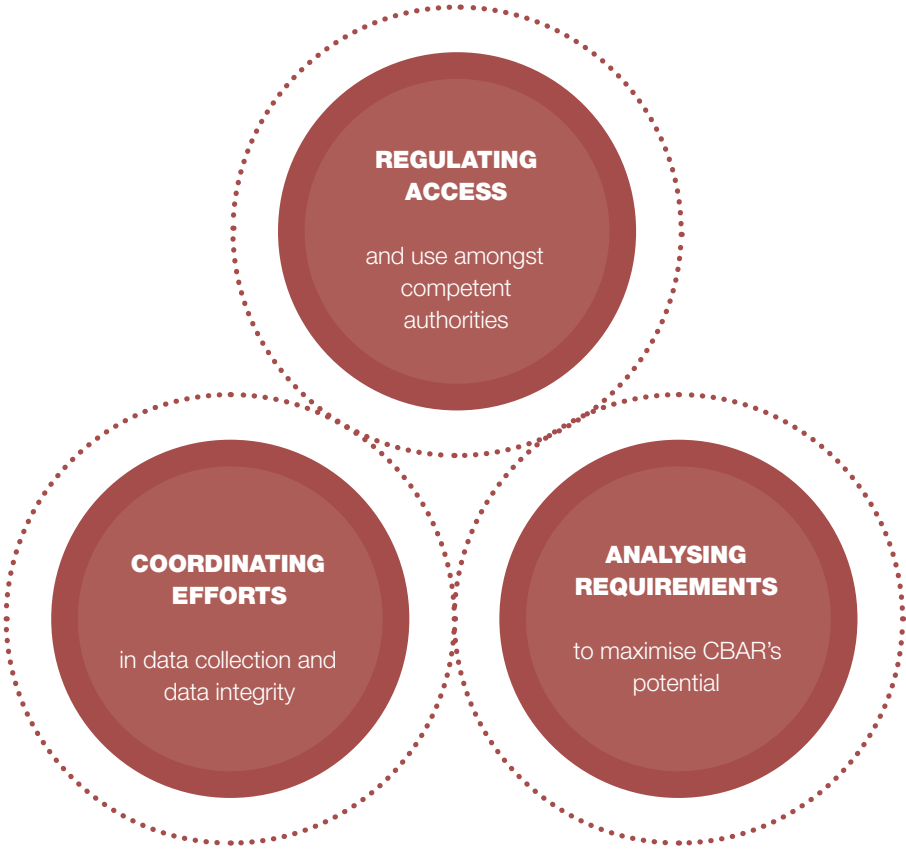 REGULATING
ACCESS
and use amongst
competent
authorities
COORDINATING
EFFORTS
in data collection and
data integrity
ANALYSING
REQUIREMENTS
to maximise CBAR’s
potential